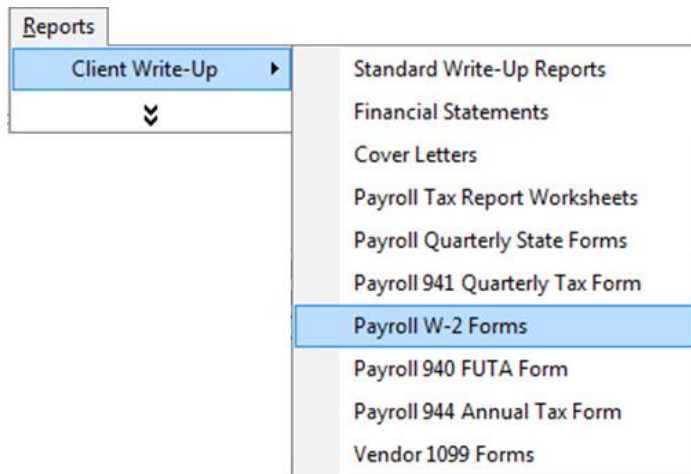 Reports
Client Write-Up
Standard Write-Up Reports
Financial Statements
Cover Letters
Payroll Tax Report Worksheets
Payroll Quarterly State Forms
Payroll 941 Quarterly Tax Form
Payroll W-2 Forms
Payroll 940 FUTA Form
Payroll 944 Annual Tax Form
Vendor 1099 Forms